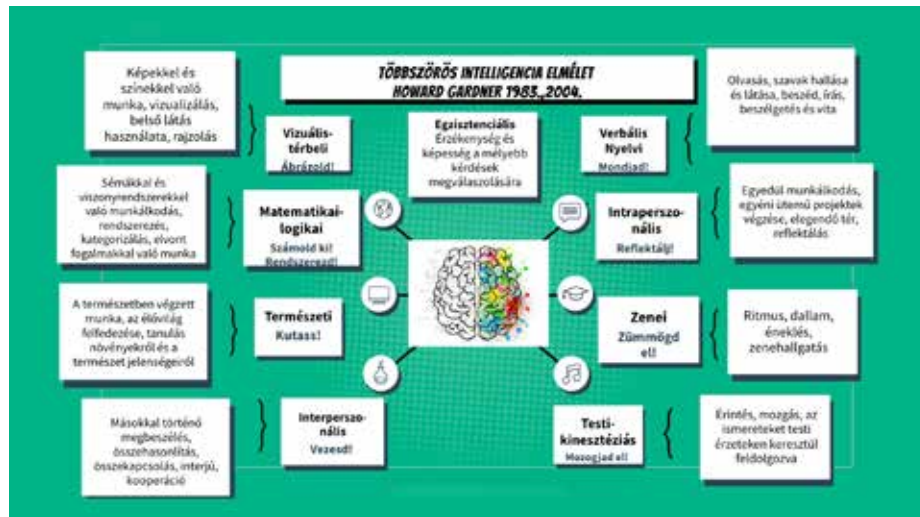 TÖBBSZÖRÖS INTELLIGENCIA ELMÉLET
HOWARD GARDNER 1983.,2004.
Képekkel és
színekkel való
munka, vizualizálás,
belső látás
használata, rajzolás
Vizuális-
térbeli
Ábrázold!
Egzisztenciális
Érzékenység és
képesség a mélyebb
kérdések
megválaszolására
Verbális
Nyelvi
Mondjad!
Olvasás, szavak hallása
és látása, beszéd, írás,
beszélgetés és vita
Sémákkal és
viszonyrendszerekkel
való munkálkodás,
rendszerezés,
kategorizálás, elvont
fogalmakkal való munka
Matematikai-
logikai
Számold ki!
Rendszerezd!
Intraperszo-
nális
Reflektálj!
Egyedül munkálkodás,
egyéni ütemű projektek
végzése, elegendő tér,
reflektálás
A természetben végzett
munka, az élővilág
felfedezése, tanulás
növényekről és a
természet jelenségeiről
Természeti
Kutass!
Zenei
Zümmögd
el!
Ritmus, dallam,
éneklés,
zenehallgatás
Másokkal történő
megbeszélés,
összehasonlítás,
összekapcsolás, interjú,
kooperáció
Interperszo-
nális
Vezesd!
Testi-
kinesztéziás
Mozogjad el!
Érintés, mozgás, az
ismereteket testi
érzeteken keresztül
feldolgozva